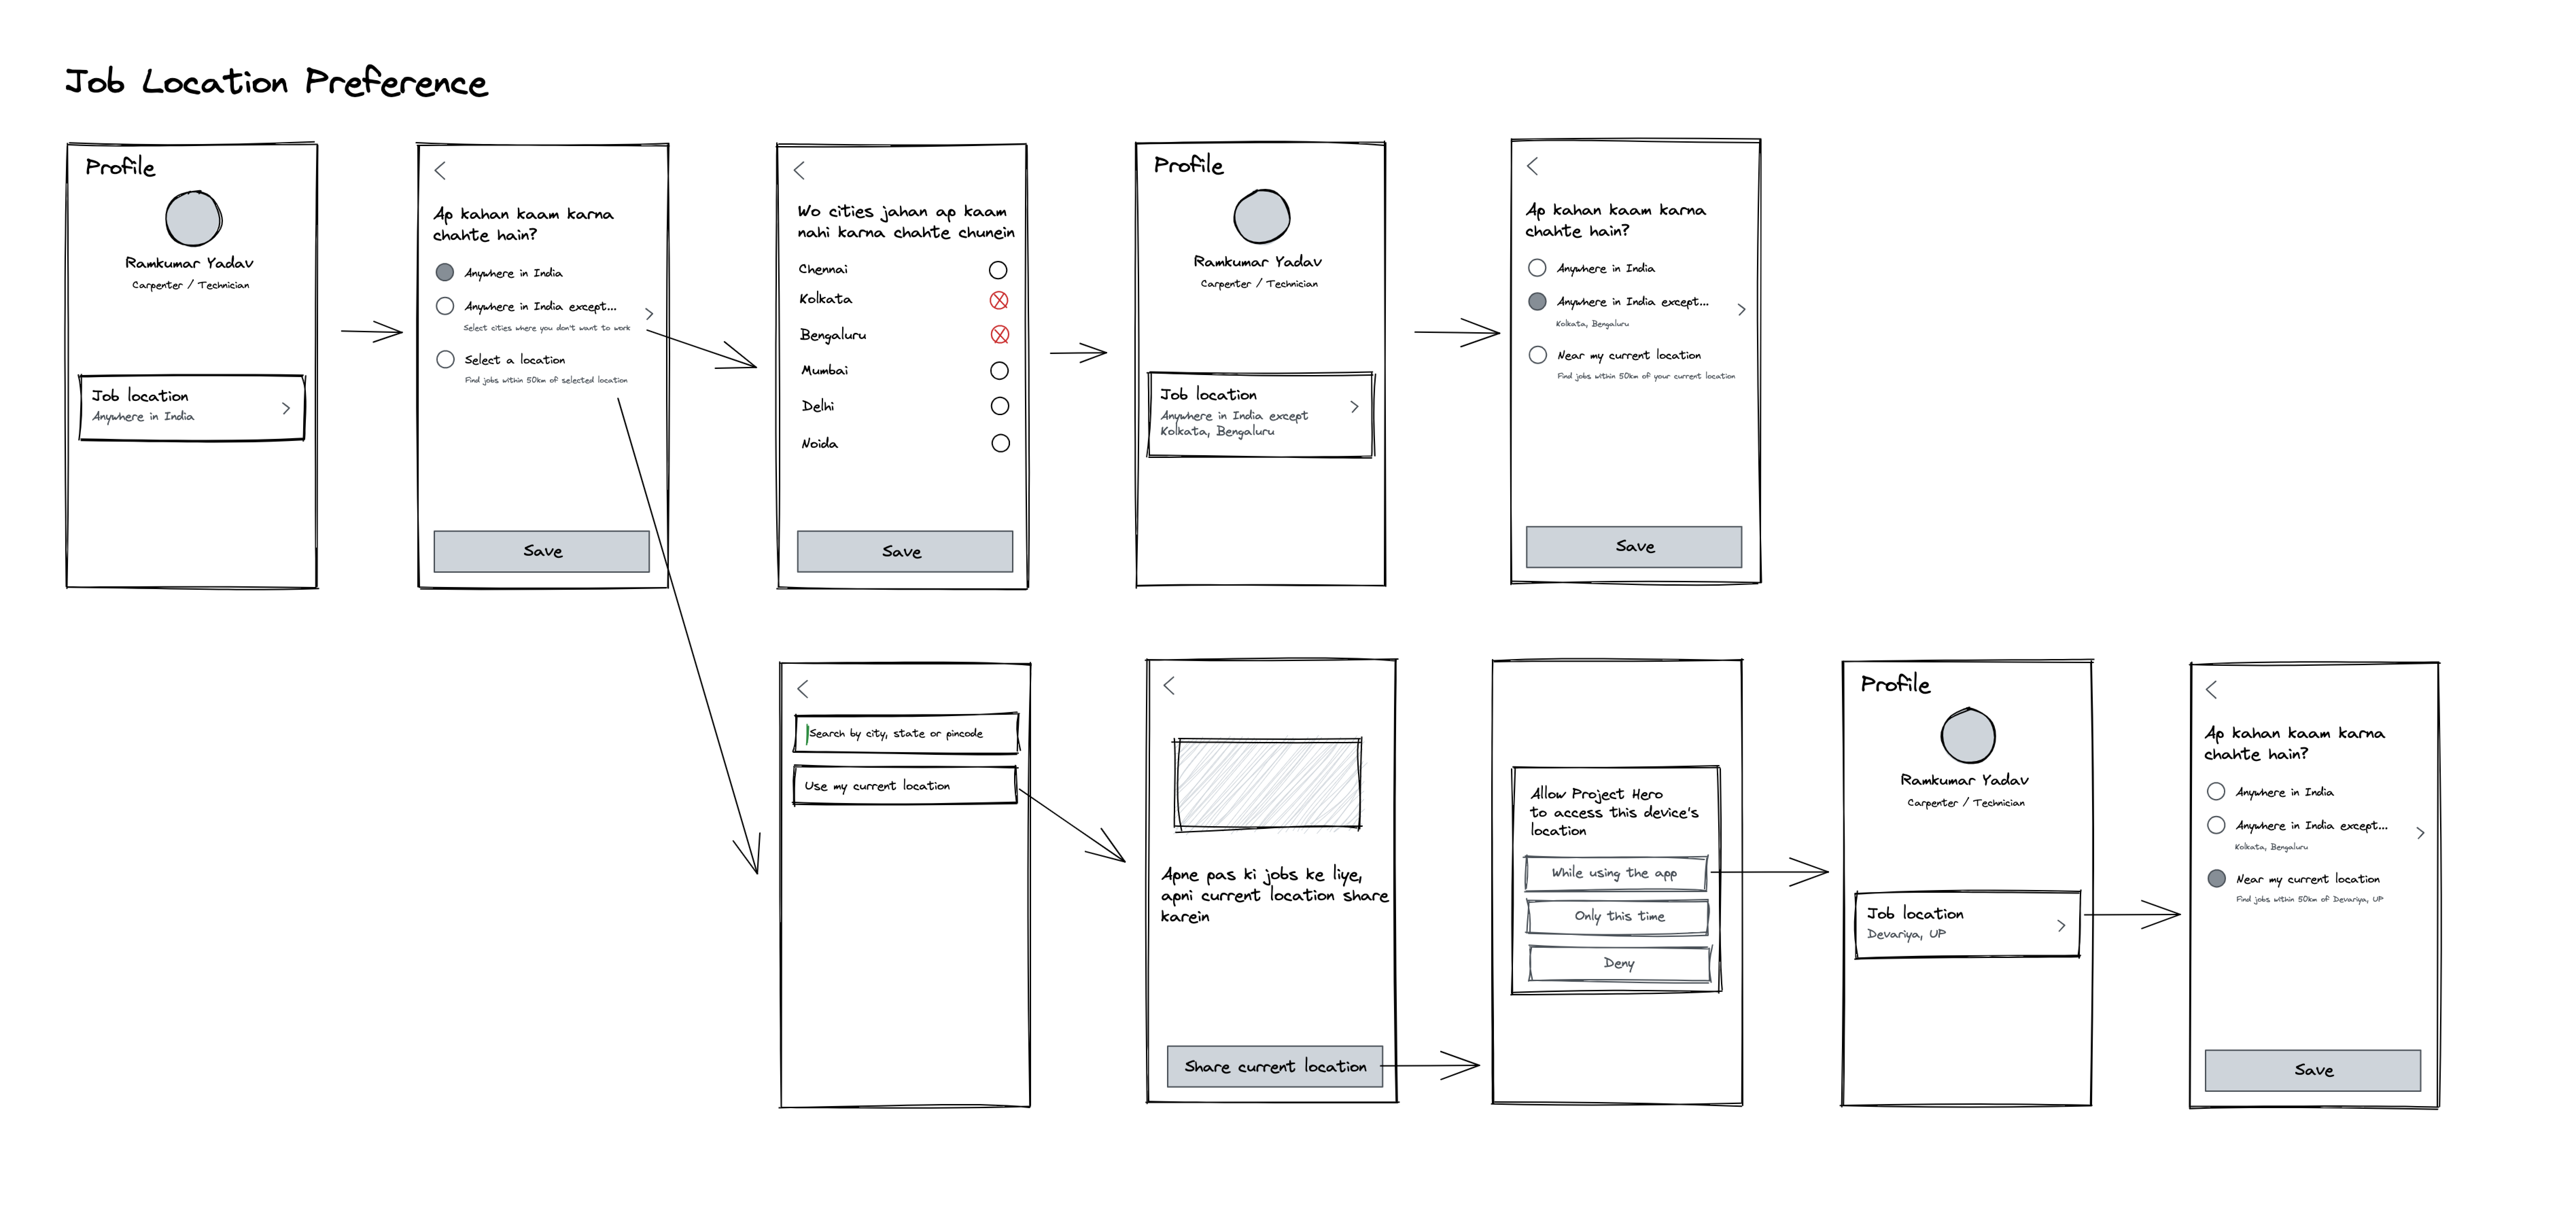 Job Location Preference
Profile
Ramkumar Yadav
Carpenter / Technician
Job location
Anywhere in India
Ap kahan kaam karna
chahte hain?
Anywhere in India
Anywhere in India except...
Select cities where you don't want to work
Select a location
Find jobs within 50km of selected location
Save
Wo cities jahan ap kaam
nahi karna chahte chunein
Chennai
Kolkata
Bengaluru
Mumbai
Delhi
Noida
Save
Profile
Ramkumar Yadav
Carpenter / Technician
Job location
Anywhere in India except
Kolkata, Bengaluru
Ap kahan kaam karna
chahte hain?
Anywhere in India
Anywhere in India except...
Kolkata, Bengaluru
Near my current location
Find jobs within 50km of your current location
Save
Search by city, state or pincode
Use my current location
Apne pas ki jobs ke liye,
apni current location share
karein
Share current location
Allow Project Hero
to access this device's
location
While using the app
Only this time
Deny
Profile
Ramkumar Yadav
Carpenter / Technician
Job location
Devariya, UP
Ap kahan kaam karna
chahte hain?
Anywhere in India
Anywhere in India except...
Kolkata, Bengaluru
Near my current location
Find jobs within 50km of Devariya, UP
Save